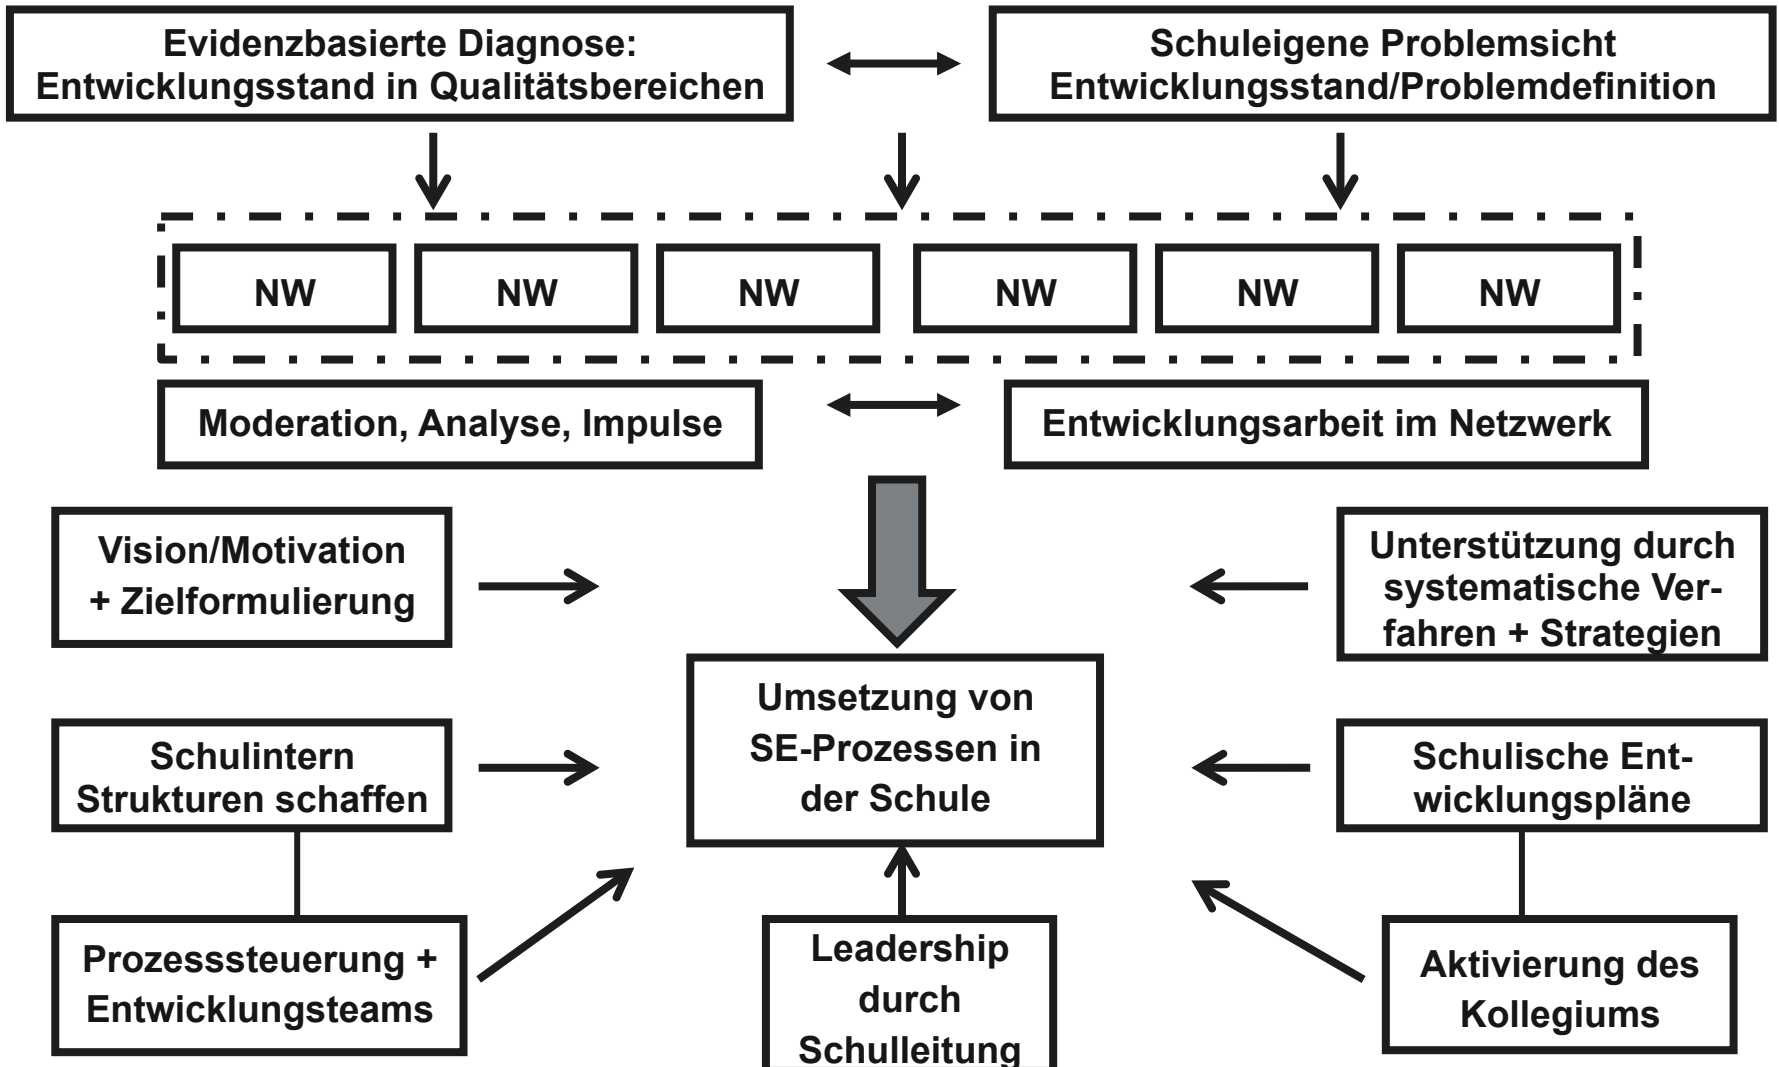 Evidenzbasierte Diagnose:
Entwicklungsstand in Qualitätsbereichen
Schuleigene Problemsicht
Entwicklungsstand/Problemdefinition
NW
NW
NW
NW
NW
NW
Moderation, Analyse, Impulse
Entwicklungsarbeit im Netzwerk
Vision/Motivation
+ Zielformulierung
Unterstützung durch
systematische Ver-
fahren + Strategien
Umsetzung von
SE-Prozessen in
der Schule
Schulintern
Strukturen schaffen
Schulische Ent-
wicklungspläne
Prozesssteuerung +
Entwicklungsteams
Leadership
durch
Schulleitung
Aktivierung des
Kollegiums